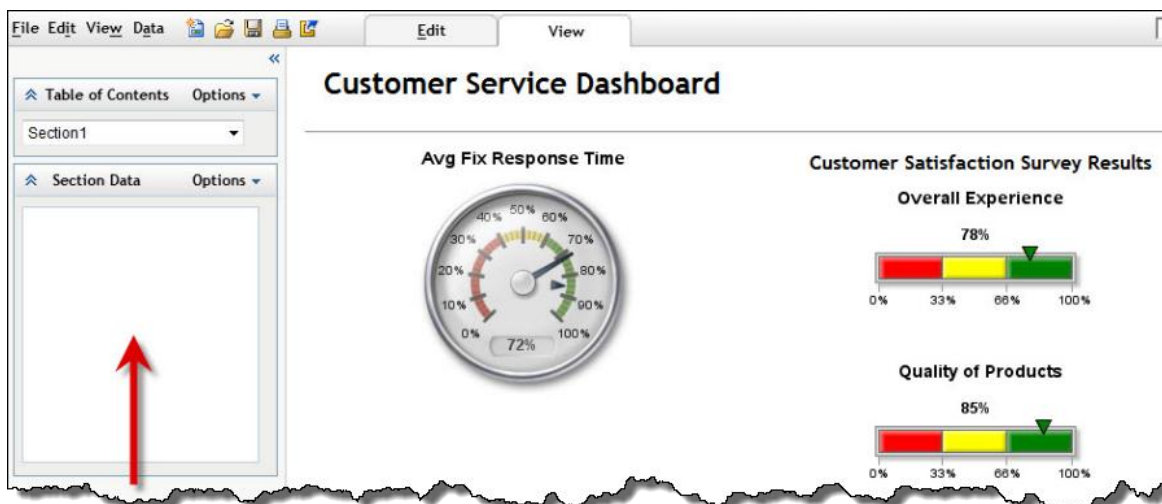 File Edit View Data Edit View
Table of Contents Options
Section1
Section Data Options
Customer Service Dashboard
Avg Fix Response Time
0%
10%
20%
30%
40%
50%
60%
70%
80%
90%
100%
72%
Customer Satisfaction Survey Results
Overall Experience
78%
0% 33% 66% 100%
Quality of Products
85%
0% 33% 66% 100%